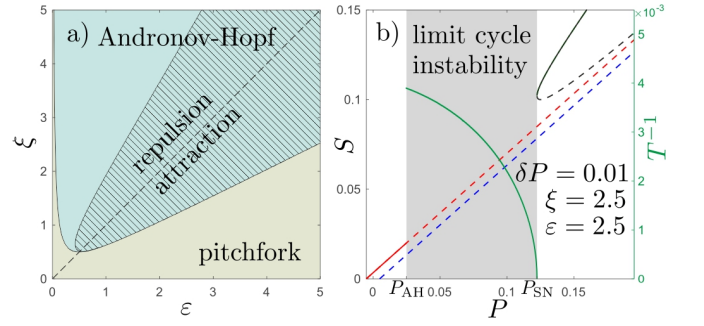 a) Andronov-Hopf
repulsion
attraction
pitchfork
ξ
5
4
3
2
1
0
0 1 2 3 4 5
ε
b) limit cycle
instability
δP = 0.01
ξ = 2.5
ε = 2.5
S
0.15
0.1
0.05
0
0 P_AH 0.05 0.1 P_SN 0.15
P
×10⁻³
5
4
3
2
1
0
T⁻¹